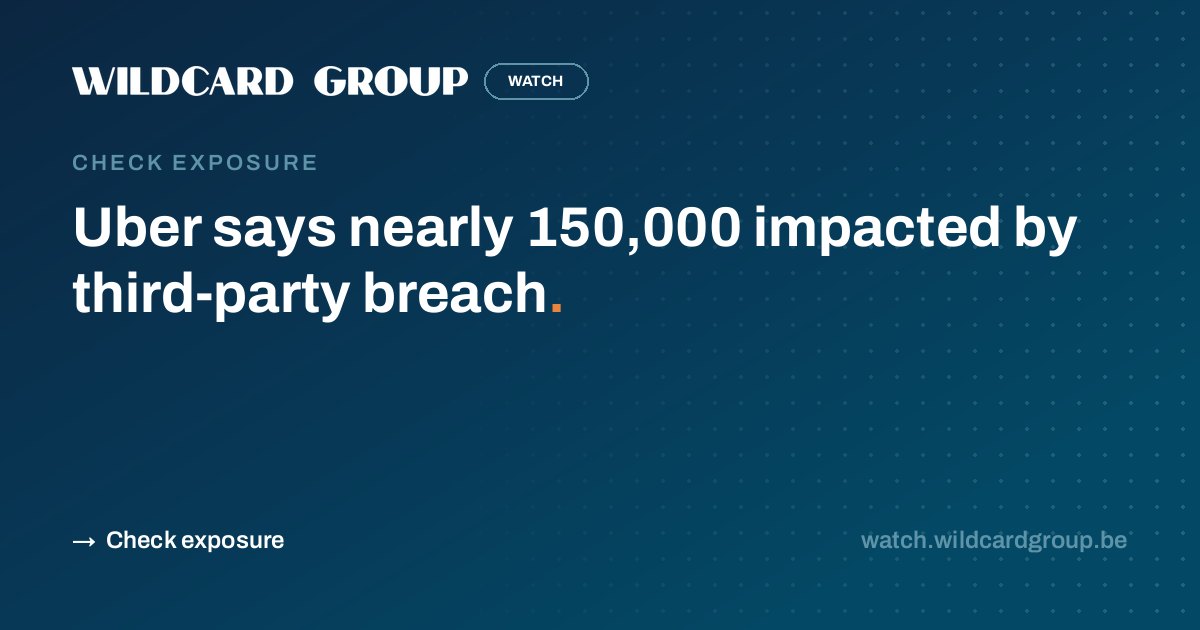 WILDCARD GROUP WATCH
CHECK EXPOSURE
Uber says nearly 150,000 impacted by
third-party breach.
→ Check exposure
watch.wildcardgroup.be